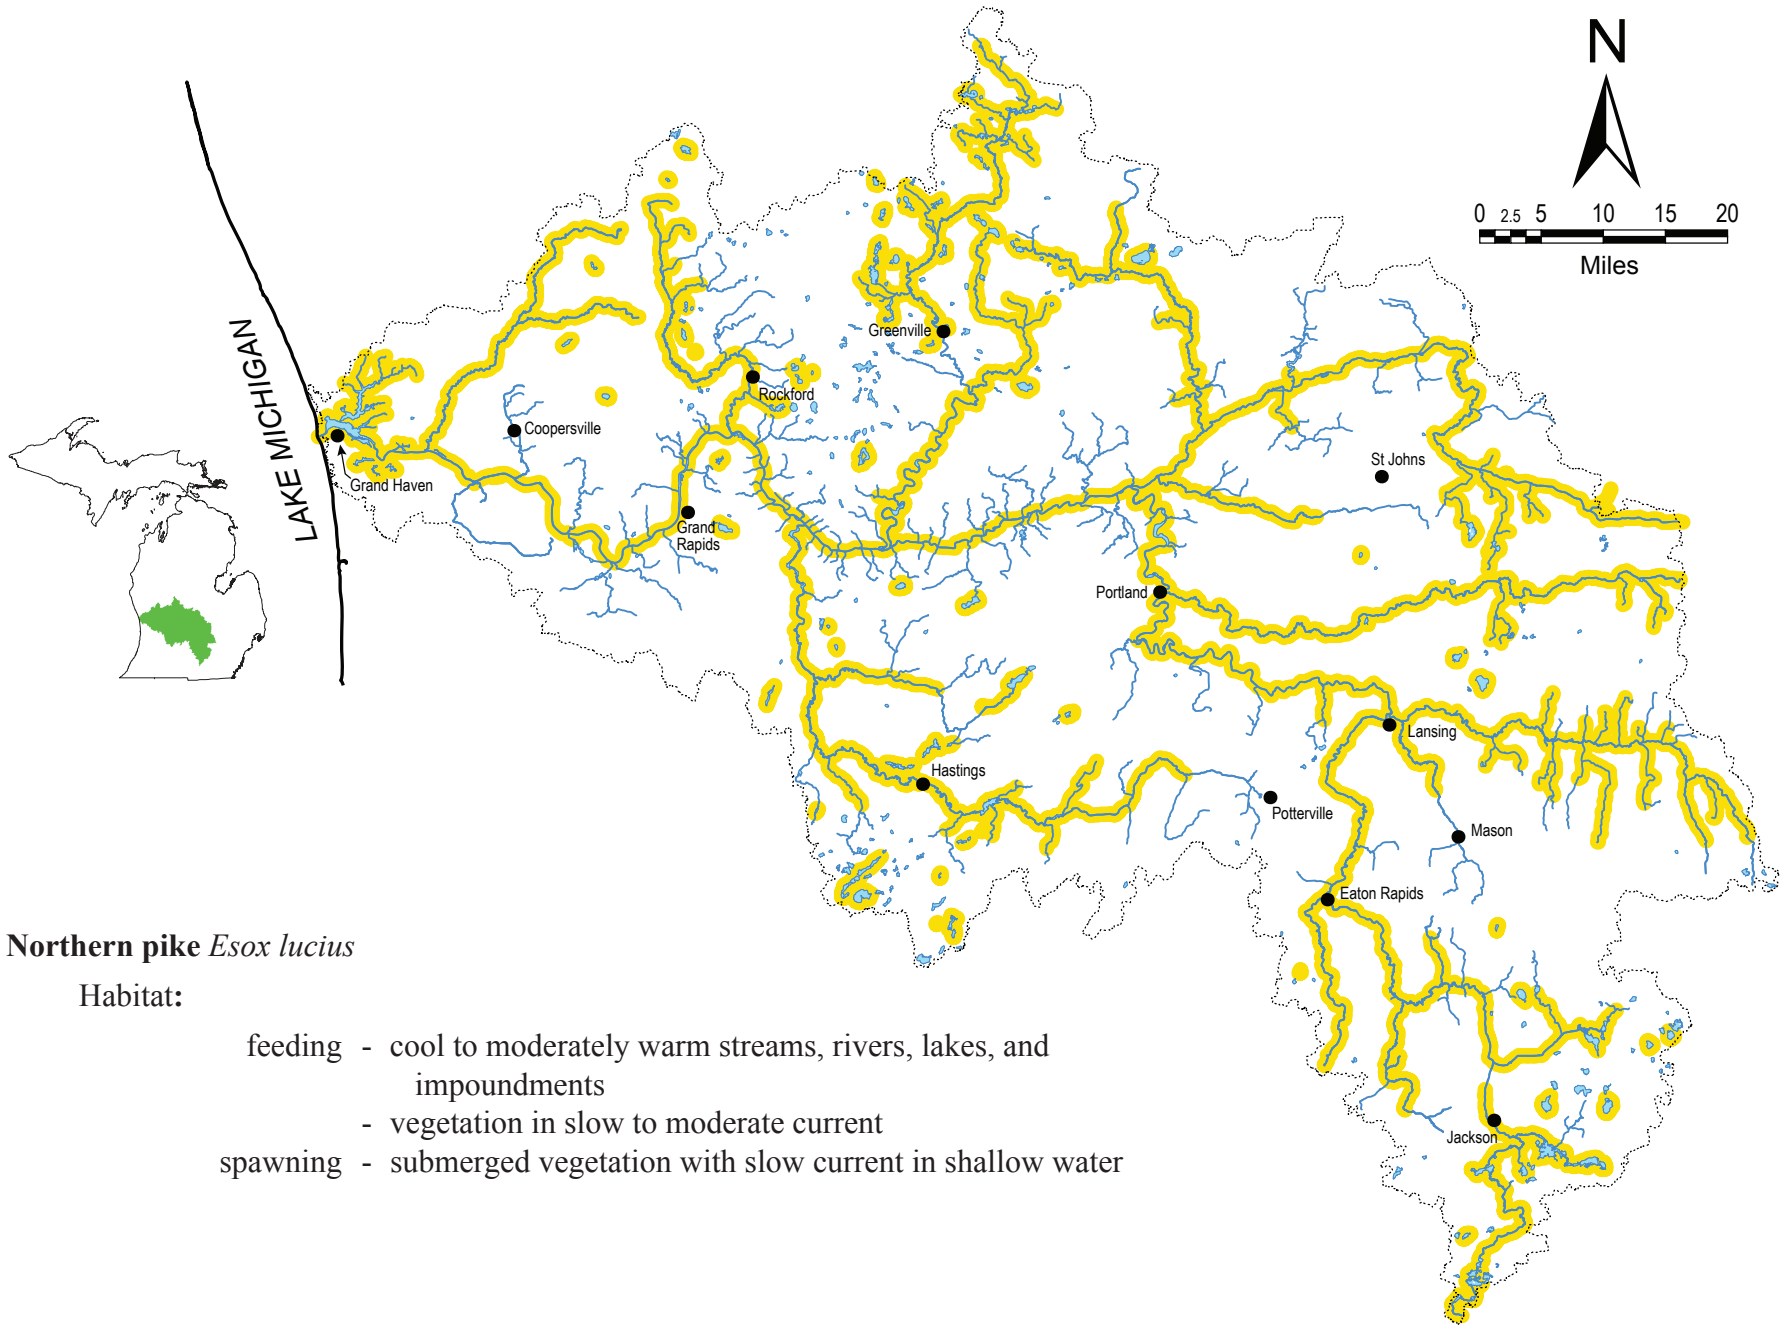 N
0 2.5 5 10 15 20
Miles
LAKE MICHIGAN
Greenville
Rockford
Coopersville
St Johns
Grand Haven
Grand
Rapids
Portland
Lansing
Hastings
Potterville
Mason
Eaton Rapids
Jackson
Northern pike Esox lucius
Habitat:
feeding - cool to moderately warm streams, rivers, lakes, and
impoundments
- vegetation in slow to moderate current
spawning - submerged vegetation with slow current in shallow water